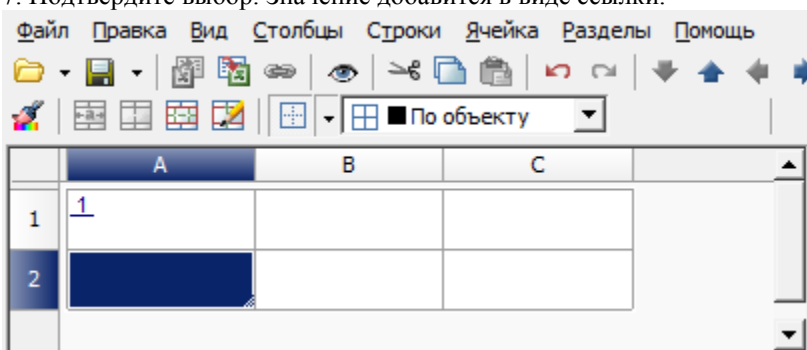 7. Подтвердите выбор. Значение добавится в виде ссылки.
Файл Правка Вид Столбцы Строки Ячейка Разделы Помощь
По объекту
A B C
1 1
2